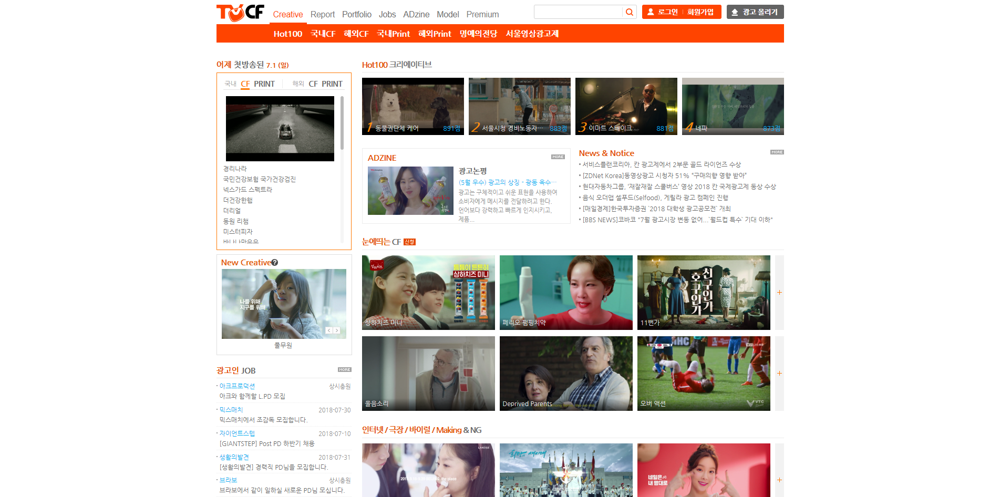 TVCF
Creative Report Portfolio Jobs ADzine Model Premium
로그인 회원가입
광고 올리기
Hot100 국내CF 해외CF 국내Print 해외Print 명예의전당 서울영상광고제
어제 첫방송된 7.1 (일)
국내 CF PRINT 해외 CF PRINT
경리나라
국민건강보험 국가건강검진
넥스가드 스펙트라
더건강한햄
더리얼
동원 리챔
미스터피자
바나나맛우유
New Creative
나를 위해
지구를 위해
풀무원
광고인 JOB
MORE
아크프로덕션 상시충원
아크와 함께할 L.PD 모집
믹스매치 2018-07-30
믹스매치에서 조감독 모집합니다.
자이언트스텝 2018-07-10
[GIANTSTEP] Post PD 하반기 채용
생활의발견 2018-07-31
[생활의발견] 경력직 PD님을 모집합니다.
브라보 상시충원
브라보에서 같이 일하실 새로운 PD님 모십니다.
Hot100 크리에이티브
1 동물권단체 케어 891점
2 서울시청 경비노동자… 883점
3 이마트 스테이크 881점
4 네파 873점
ADZINE
MORE
광고논평
(5월 우수) 광고의 상징 - 광동 옥수…
광고는 구체적이고 쉬운 표현을 사용하여
소비자에게 메시지를 전달하려고 한다.
언어보다 강력하고 빠르게 인지시키고,
제품...
News & Notice
MORE
서비스플랜코리아, 칸 광고제에서 2부문 골드 라이언즈 수상
[ZDNet Korea]동영상광고 시청자 51% “구매의향 영향 받아”
현대자동차그룹, ‘재잘재잘 스쿨버스’ 영상 2018 칸 국제광고제 동상 수상
음식 오더앱 셀푸드(Selfood), 게릴라 광고 캠페인 진행
[매일경제]한국투자증권 `2018 대학생 광고공모전` 개최
[BBS NEWS]코바코 "7월 광고시장 변동 없어...`월드컵 특수` 기대 이하"
눈에띄는 CF 신청
상하치즈
틈틈이 튼튼히
상하치즈 미니
상하치즈 미니
페리오 펌핑치약
친구인가
호구인가
11번가
울음소리
Deprived Parents
LIVE HD
VTC
오버 액션
인터넷 / 극장 / 바이럴 / Making & NG
LANEIGE
the place
네일은
내 맘대로